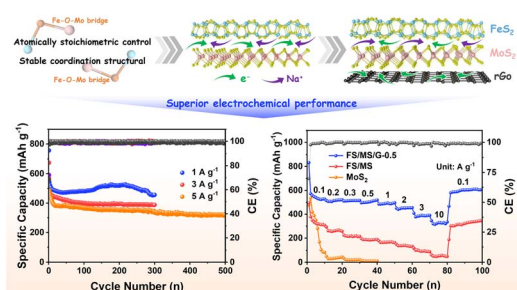 Fe-O-Mo bridge
Atomically stoichiometric control
Stable coordination structural
Fe-O-Mo bridge
e⁻
Na⁺
FeS₂
MoS₂
rGo
Superior electrochemical performance
Specific Capacity (mAh g⁻¹)
800
600
400
200
0
1 A g⁻¹
3 A g⁻¹
5 A g⁻¹
100
80
60
40
20
0
CE (%)
0 100 200 300 400 500
Cycle Number (n)
Specific Capacity (mAh g⁻¹)
1000
800
600
400
200
0
FS/MS/G-0.5
FS/MS
MoS₂
Unit: A g⁻¹
0.1 0.2 0.3 0.5 1 2 3 10 0.1
100
75
50
25
0
CE (%)
0 20 40 60 80 100
Cycle Number (n)